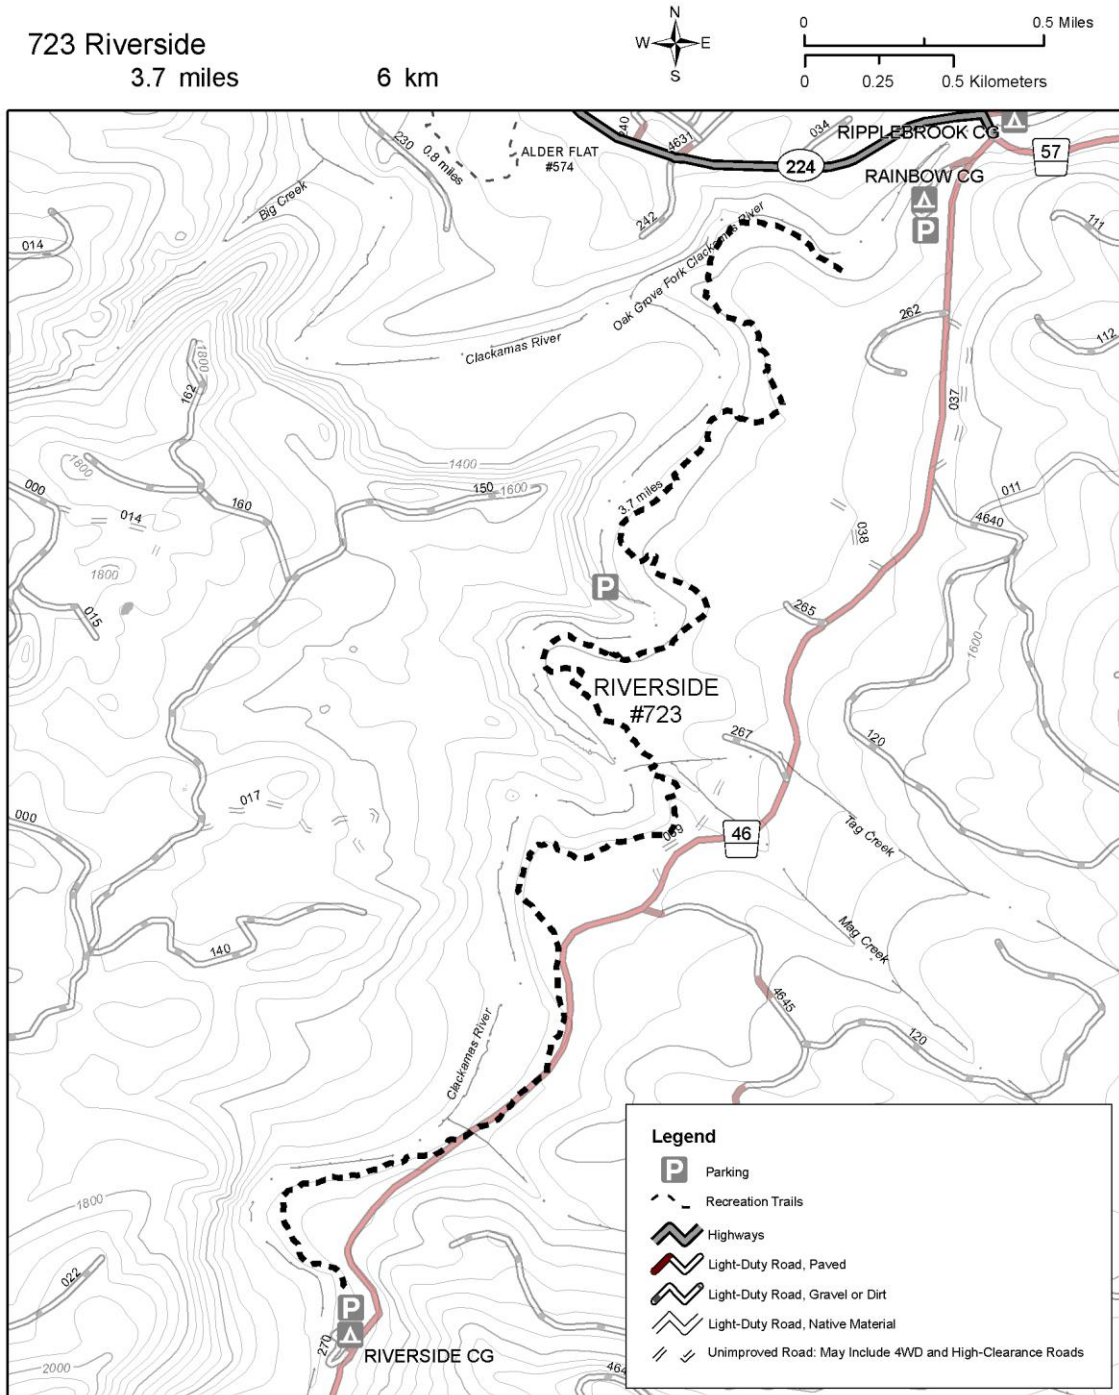 723 Riverside
3.7 miles 6 km
N
W E
S
0 0.5 Miles
0 0.25 0.5 Kilometers
RIPPLEBROOK CG
57
224
RAINBOW CG
P
ALDER FLAT
#574
230
0.8 miles
240
4631
034
242
Big Creek
014
111
Oak Grove Fork Clackamas River
Clackamas River
262
112
1800
162
037
1400
1800
000
160
150
1600
014
3.7 miles
011
4640
038
1800
015
P
265
1600
RIVERSIDE
#723
267
120
017
000
46
Tag Creek
Mag Creek
140
4645
120
Clackamas River
1800
022
2000
P
270
RIVERSIDE CG
Legend
P Parking
Recreation Trails
Highways
Light-Duty Road, Paved
Light-Duty Road, Gravel or Dirt
Light-Duty Road, Native Material
Unimproved Road: May Include 4WD and High-Clearance Roads